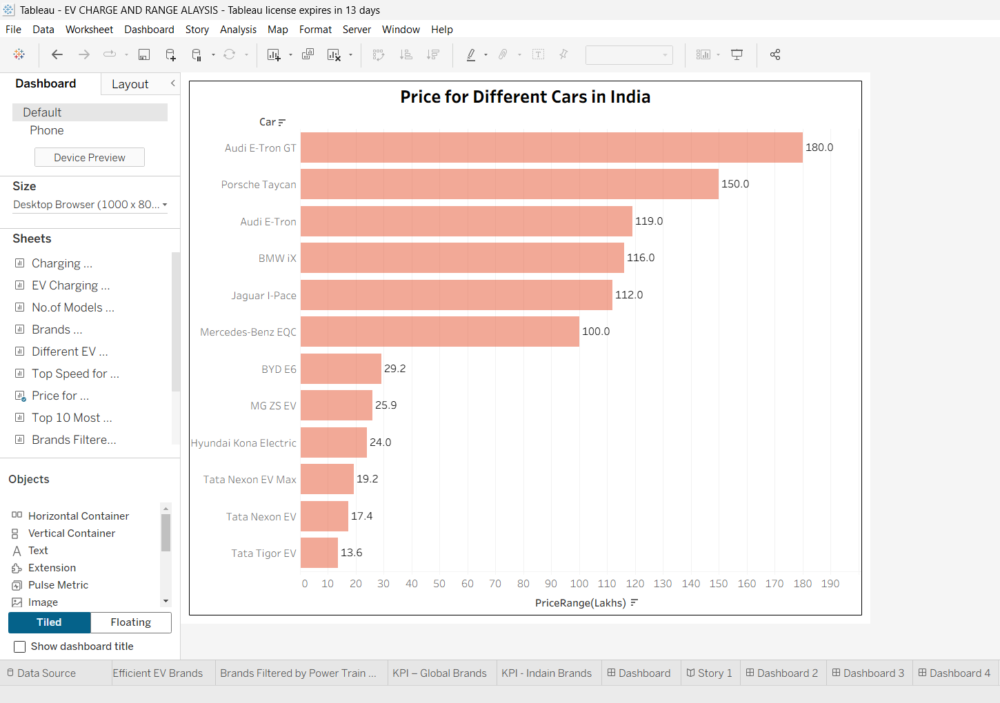 Tableau - EV CHARGE AND RANGE ALAYSIS - Tableau license expires in 13 days
File Data Worksheet Dashboard Story Analysis Map Format Server Window Help
Dashboard Layout
Default
Phone
Device Preview
Size
Desktop Browser (1000 x 80...
Sheets
Charging ...
EV Charging ...
No.of Models ...
Brands ...
Different EV ...
Top Speed for ...
Price for ...
Top 10 Most ...
Brands Filtere...
Objects
Horizontal Container
Vertical Container
Text
Extension
Pulse Metric
Image
Tiled Floating
Show dashboard title
Price for Different Cars in India
Car
Audi E-Tron GT 180.0
Porsche Taycan 150.0
Audi E-Tron 119.0
BMW iX 116.0
Jaguar I-Pace 112.0
Mercedes-Benz EQC 100.0
BYD E6 29.2
MG ZS EV 25.9
Hyundai Kona Electric 24.0
Tata Nexon EV Max 19.2
Tata Nexon EV 17.4
Tata Tigor EV 13.6
0 10 20 30 40 50 60 70 80 90 100 110 120 130 140 150 160 170 180 190
PriceRange(Lakhs)
Data Source Efficient EV Brands Brands Filtered by Power Train ... KPI – Global Brands KPI - Indain Brands Dashboard Story 1 Dashboard 2 Dashboard 3 Dashboard 4